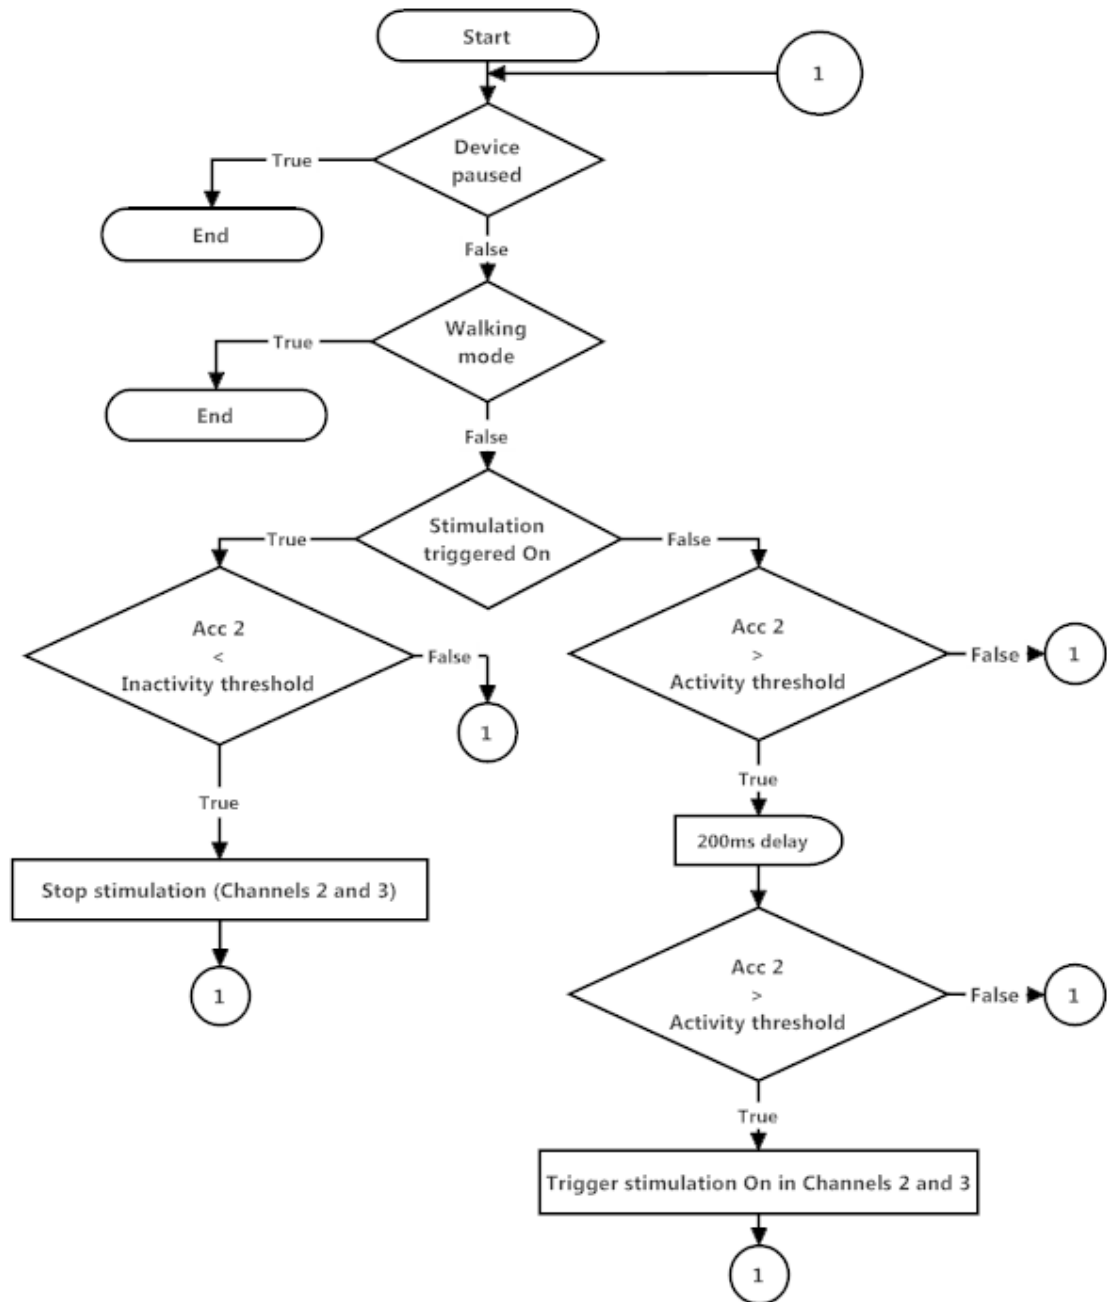 Start
1
Device
paused
True
End
False
Walking
mode
True
End
False
Stimulation
triggered On
True
False
Acc 2
<
Inactivity threshold
False
1
Acc 2
>
Activity threshold
False
1
True
True
200ms delay
Stop stimulation (Channels 2 and 3)
1
Acc 2
>
Activity threshold
False
1
True
Trigger stimulation On in Channels 2 and 3
1